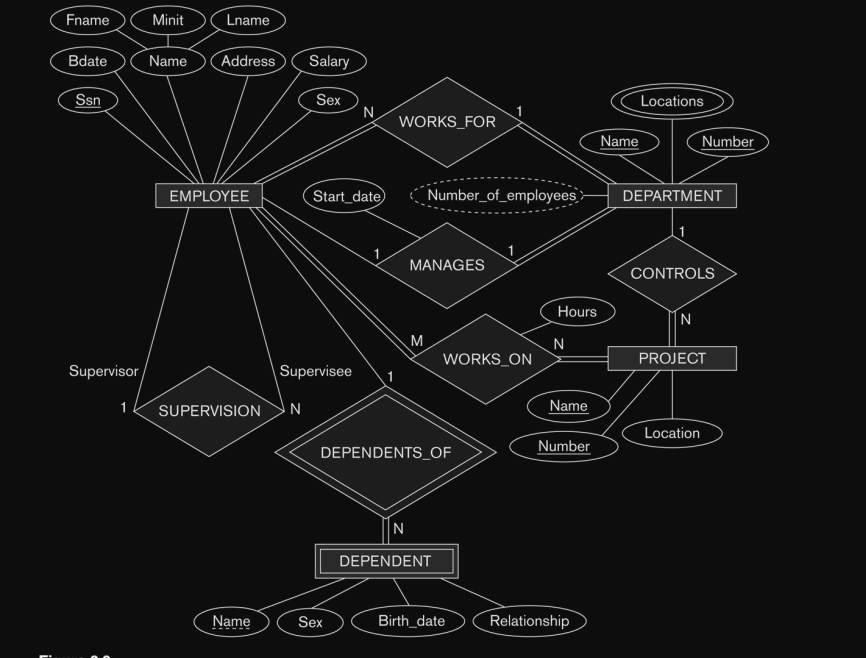 Fname
Minit
Lname
Bdate
Name
Address
Salary
Ssn
Sex
N
WORKS_FOR
1
Locations
Name
Number
EMPLOYEE
Start_date
Number_of_employees
DEPARTMENT
1
MANAGES
1
1
CONTROLS
N
Hours
M
WORKS_ON
N
PROJECT
Supervisor
Supervisee
1
SUPERVISION
N
1
Name
Number
Location
DEPENDENTS_OF
N
DEPENDENT
Name
Sex
Birth_date
Relationship